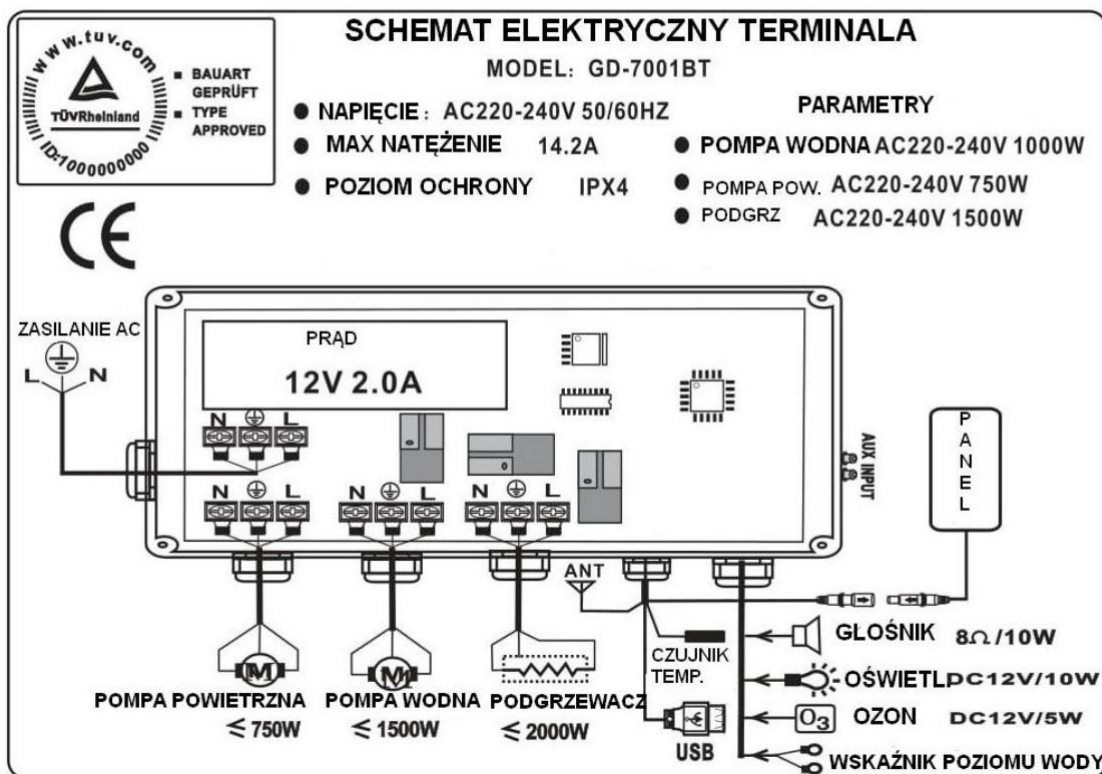 SCHEMAT ELEKTRYCZNY TERMINALA
MODEL: GD-7001BT
www.tuv.com
TÜVRheinland
ID:1000000000
BAUART
GEPRÜFT
TYPE
APPROVED
NAPIĘCIE : AC220-240V 50/60HZ
MAX NATĘŻENIE 14.2A
POZIOM OCHRONY IPX4
PARAMETRY
POMPA WODNA AC220-240V 1000W
POMPA POW. AC220-240V 750W
PODGRZ AC220-240V 1500W
CE
ZASILANIE AC
L N
PRĄD
12V 2.0A
N L
N L
N L
N L
AUX INPUT
PANEL
ANT
POMPA POWIETRZNA
≤ 750W
M
POMPA WODNA
≤ 1500W
M1
PODGRZEWACZ
≤ 2000W
CZUJNIK
TEMP.
USB
GŁOŚNIK 8Ω/10W
OŚWIETL DC12V/10W
O3 OZON DC12V/5W
WSKAŹNIK POZIOMU WODY